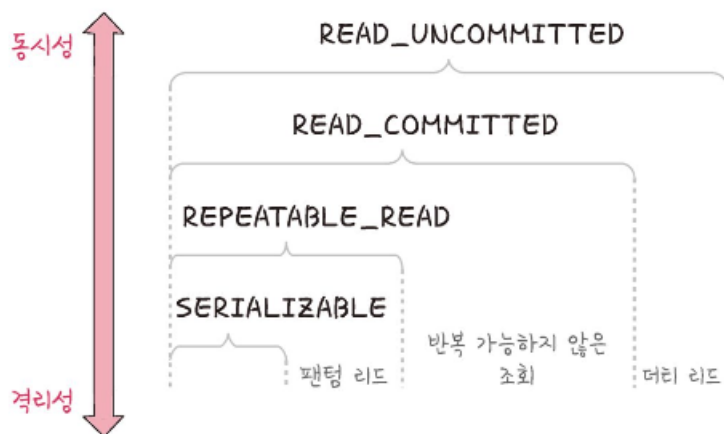 동시성
READ_UNCOMMITTED
READ_COMMITTED
REPEATABLE_READ
SERIALIZABLE
팬텀 리드
반복 가능하지 않은
조회
더티 리드
격리성